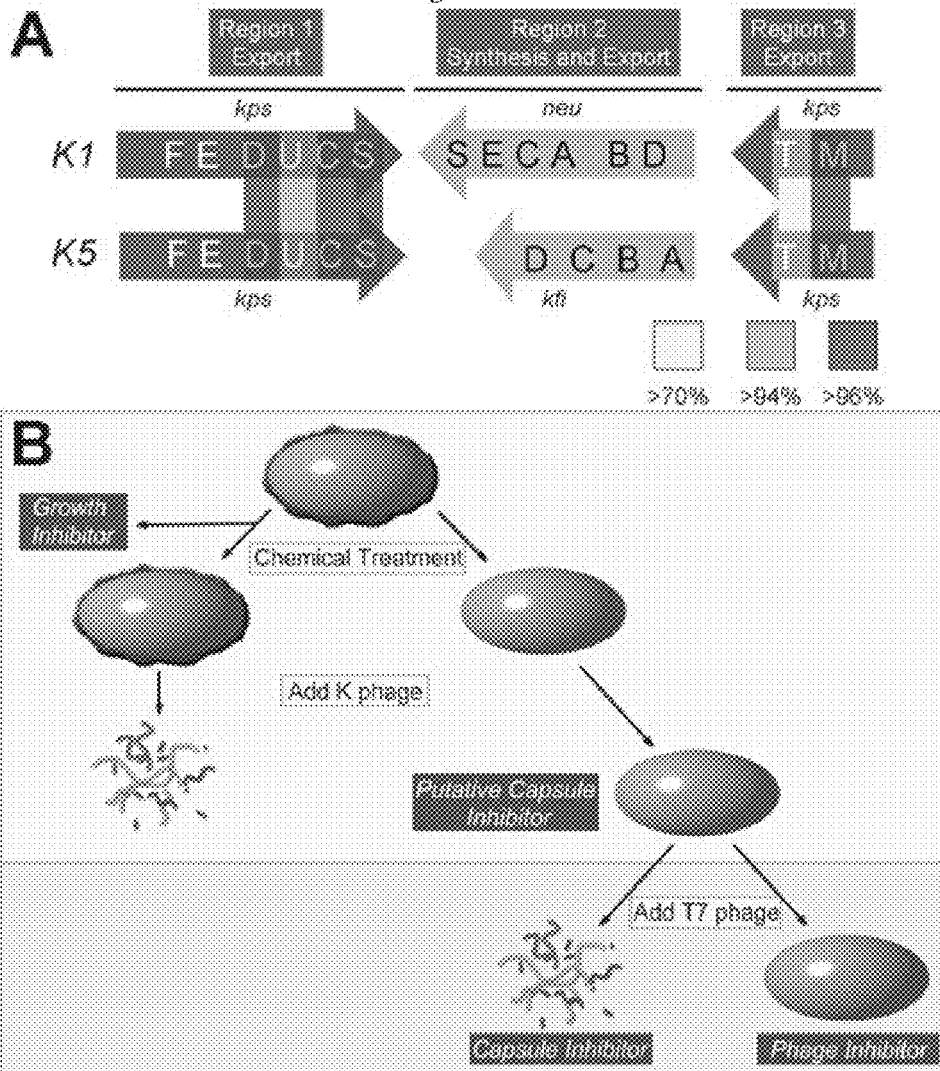 A
Region 1
Export
Region 2
Synthesis and Export
Region 3
Export
kps
neu
kps
K1
F E D U C S
S E C A B D
T M
K5
F E D U C S
D C B A
T M
kps
kfi
kps
>70%
>94%
>96%
B
Growth
Inhibitor
Chemical Treatment
Add K phage
Putative Capsule
Inhibitor
Add T7 phage
Capsule Inhibitor
Phage Inhibitor